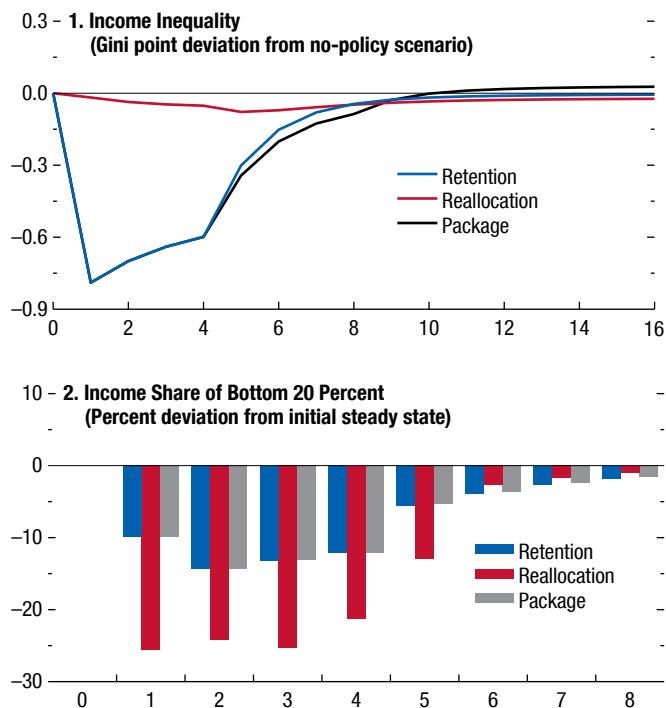 1. Income Inequality
(Gini point deviation from no-policy scenario)
0.3
0.0
–0.3
–0.6
–0.9
Retention
Reallocation
Package
0 2 4 6 8 10 12 14 16
2. Income Share of Bottom 20 Percent
(Percent deviation from initial steady state)
10
0
–10
–20
–30
Retention
Reallocation
Package
0 1 2 3 4 5 6 7 8